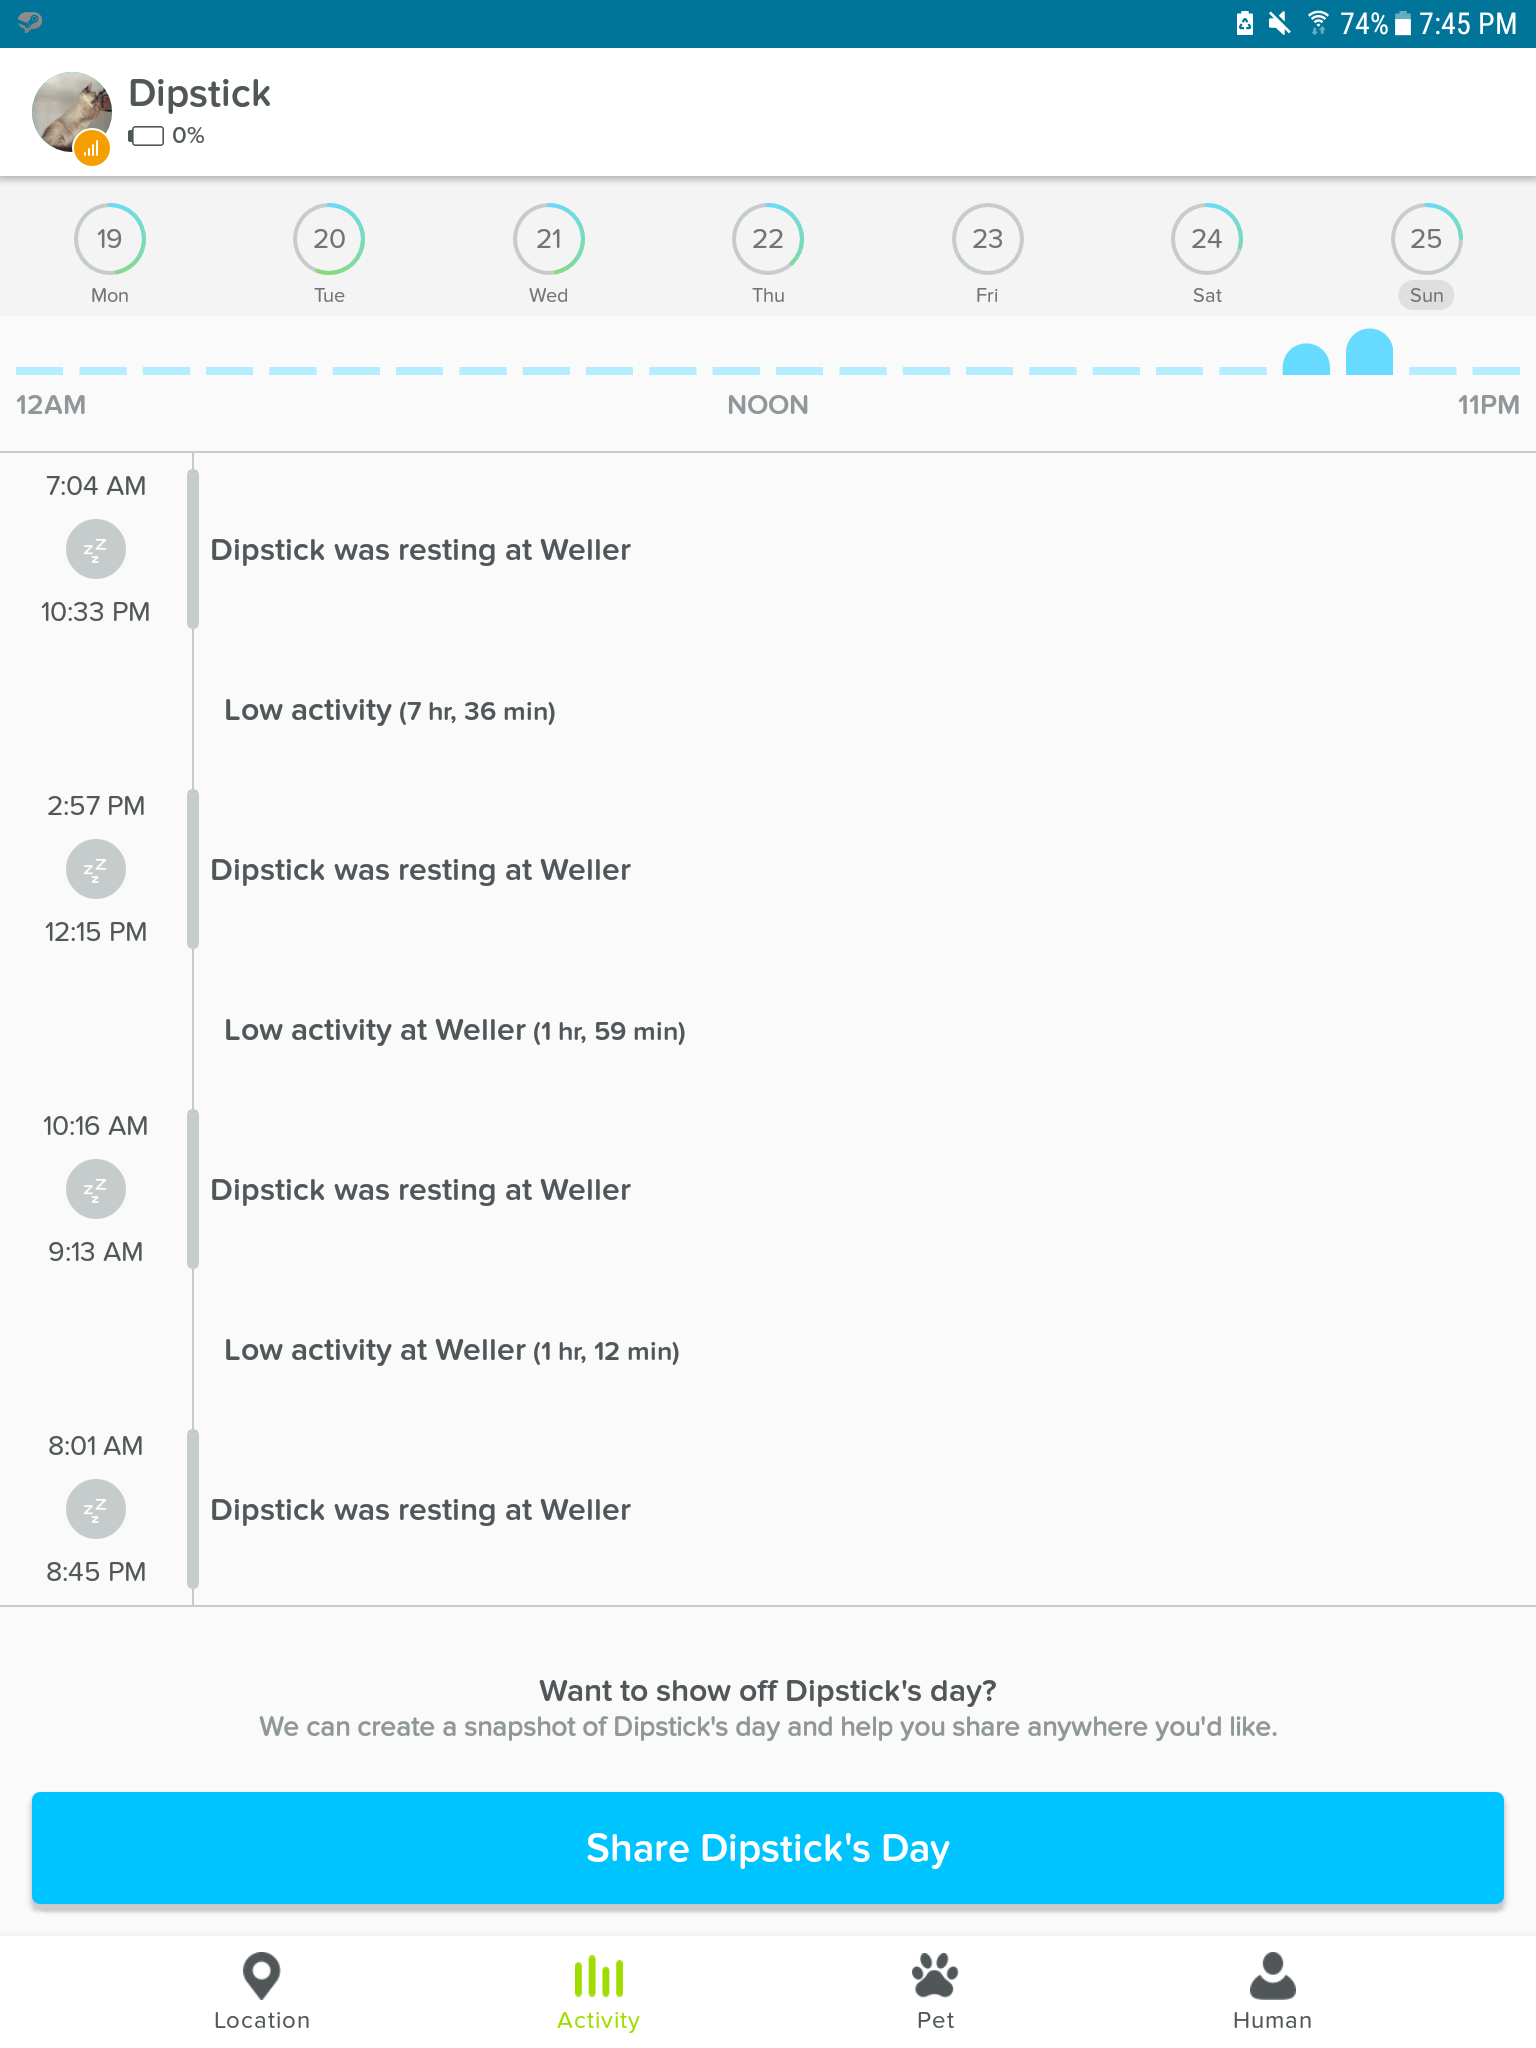 74% 7:45 PM
Dipstick
0%
19 20 21 22 23 24 25
Mon Tue Wed Thu Fri Sat Sun
12AM NOON 11PM
7:04 AM
zzz
Dipstick was resting at Weller
10:33 PM
Low activity (7 hr, 36 min)
2:57 PM
zzz
Dipstick was resting at Weller
12:15 PM
Low activity at Weller (1 hr, 59 min)
10:16 AM
zzz
Dipstick was resting at Weller
9:13 AM
Low activity at Weller (1 hr, 12 min)
8:01 AM
zzz
Dipstick was resting at Weller
8:45 PM
Want to show off Dipstick's day?
We can create a snapshot of Dipstick's day and help you share anywhere you'd like.
Share Dipstick's Day
Location Activity Pet Human